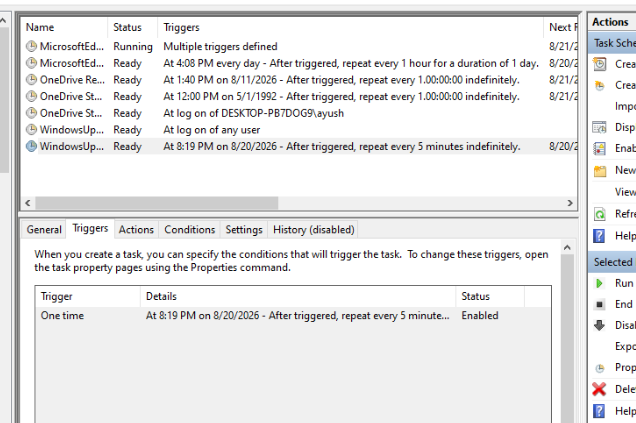 Name Status Triggers Next F
MicrosoftEd... Running Multiple triggers defined 8/21/2
MicrosoftEd... Ready At 4:08 PM every day - After triggered, repeat every 1 hour for a duration of 1 day. 8/20/2
OneDrive Re... Ready At 1:40 PM on 8/11/2026 - After triggered, repeat every 1.00:00:00 indefinitely. 8/21/2
OneDrive St... Ready At 12:00 PM on 5/1/1992 - After triggered, repeat every 1.00:00:00 indefinitely. 8/21/2
OneDrive St... Ready At log on of DESKTOP-PB7DOG9\ayush
WindowsUp... Ready At log on of any user
WindowsUp... Ready At 8:19 PM on 8/20/2026 - After triggered, repeat every 5 minutes indefinitely. 8/20/2
General Triggers Actions Conditions Settings History (disabled)
When you create a task, you can specify the conditions that will trigger the task. To change these triggers, open
the task property pages using the Properties command.
Trigger Details Status
One time At 8:19 PM on 8/20/2026 - After triggered, repeat every 5 minute... Enabled
Actions
Task Sche
Crea
Crea
Impo
Disp
Enab
New
View
Refre
Help
Selected
Run
End
Disal
Expo
Prop
Delet
Help